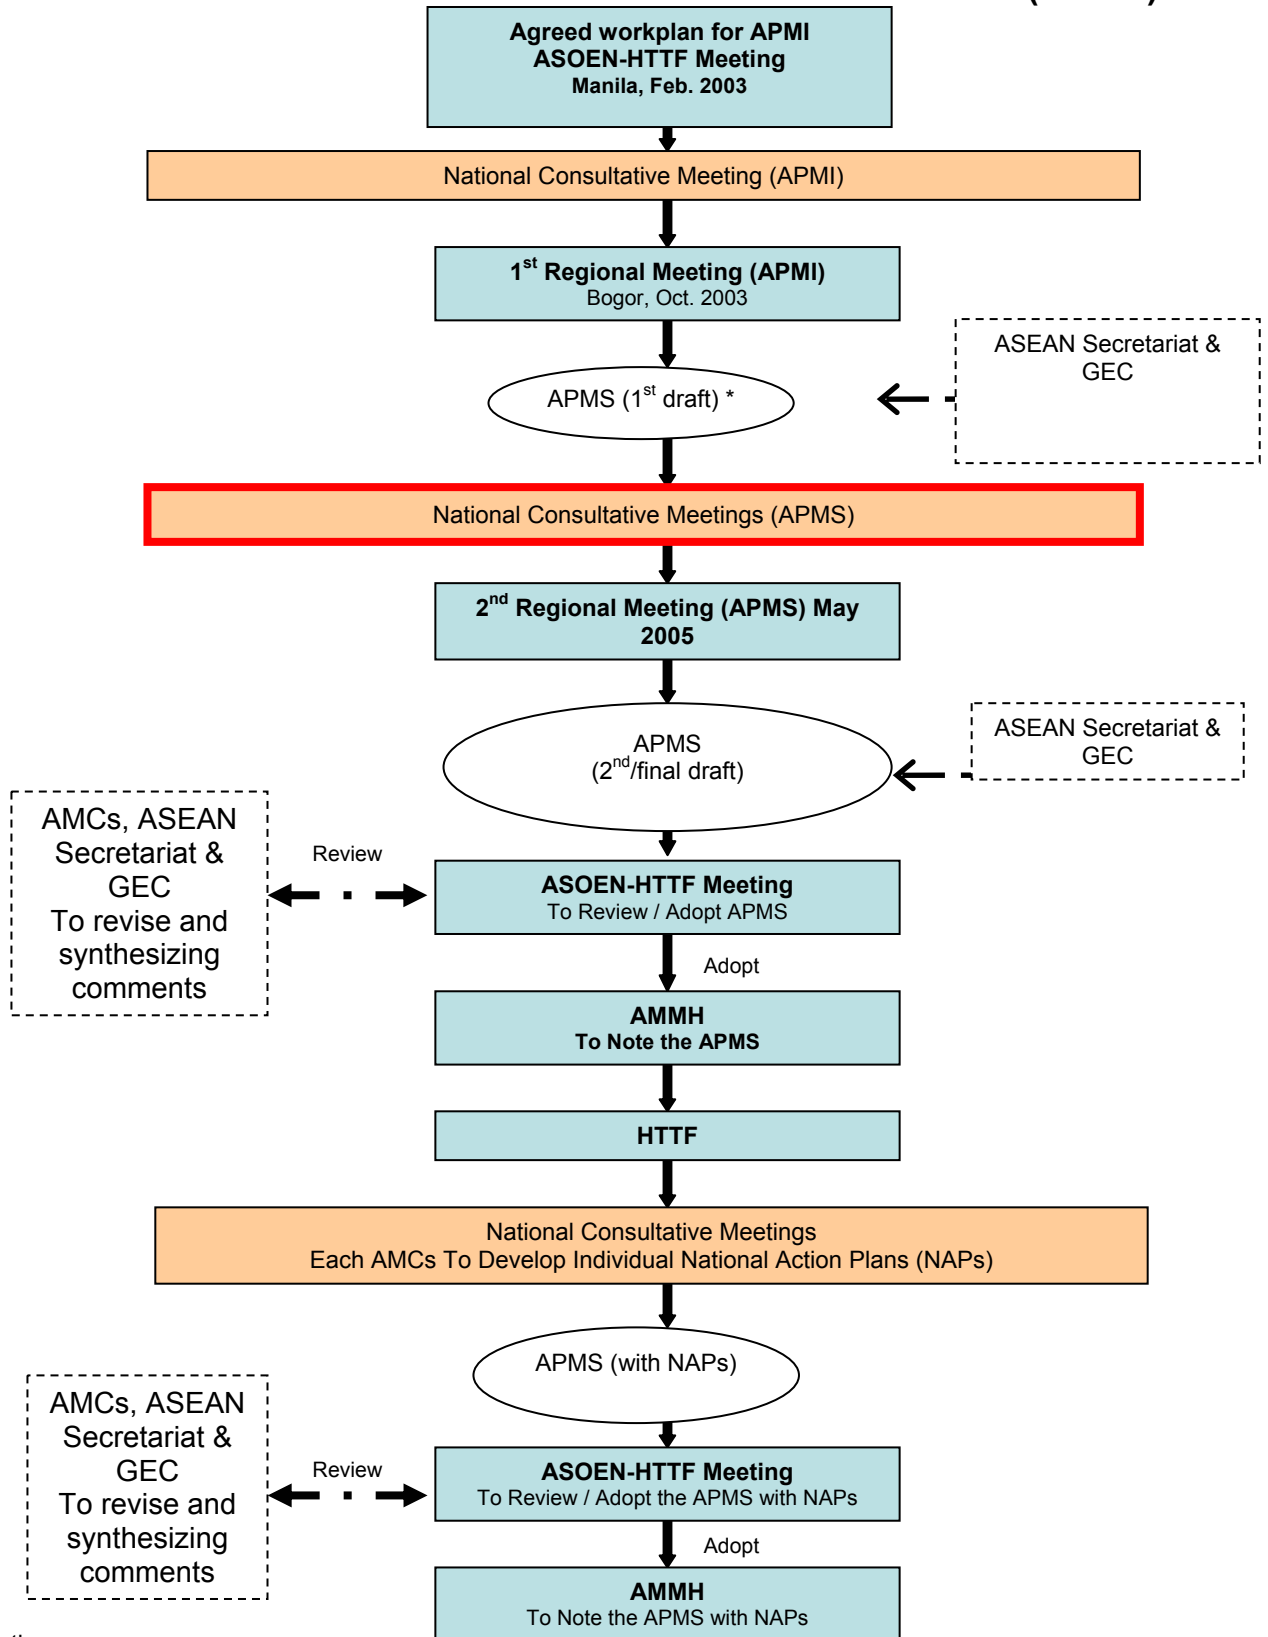 Agreed workplan for APMI
ASOEN-HTTF Meeting
Manila, Feb. 2003
National Consultative Meeting (APMI)
1st Regional Meeting (APMI)
Bogor, Oct. 2003
ASEAN Secretariat &
GEC
APMS (1st draft) *
National Consultative Meetings (APMS)
2nd Regional Meeting (APMS) May
2005
ASEAN Secretariat &
GEC
APMS
(2nd/final draft)
AMCs, ASEAN
Secretariat &
GEC
To revise and
synthesizing
comments
Review
ASOEN-HTTF Meeting
To Review / Adopt APMS
Adopt
AMMH
To Note the APMS
HTTF
National Consultative Meetings
Each AMCs To Develop Individual National Action Plans (NAPs)
APMS (with NAPs)
AMCs, ASEAN
Secretariat &
GEC
To revise and
synthesizing
comments
Review
ASOEN-HTTF Meeting
To Review / Adopt the APMS with NAPs
Adopt
AMMH
To Note the APMS with NAPs